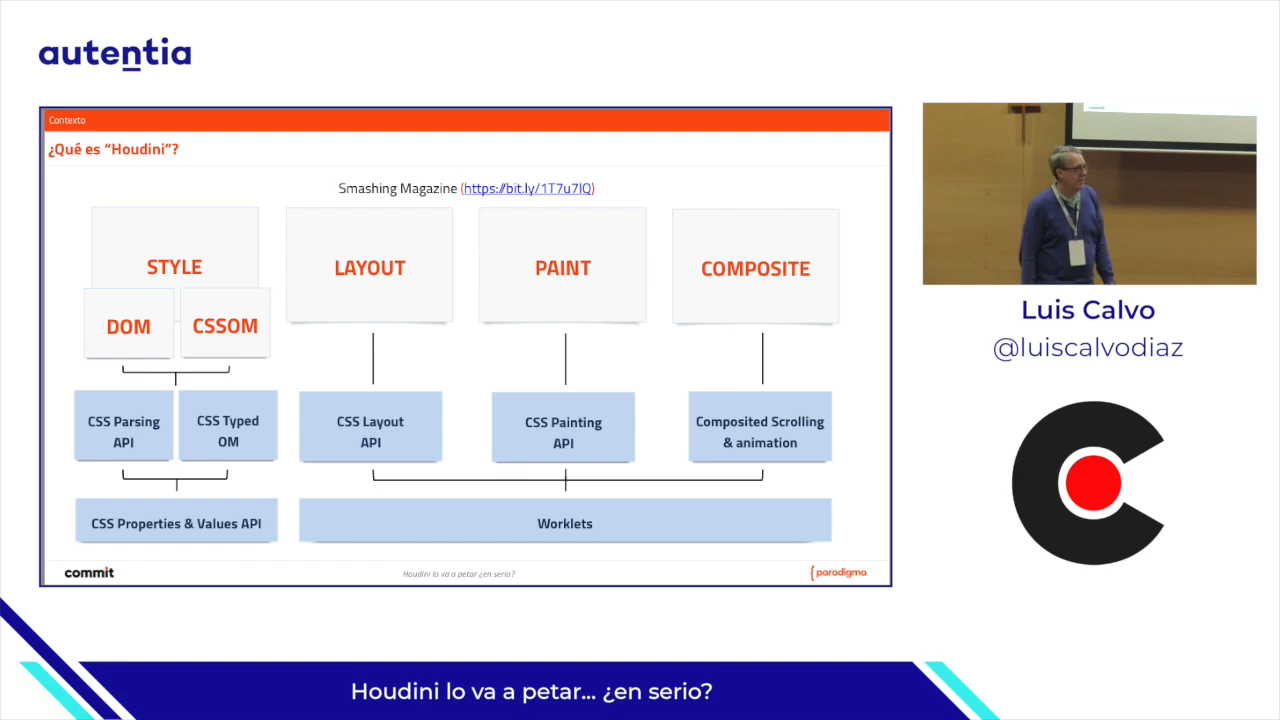 autentia
Contexto
¿Qué es “Houdini”?
Smashing Magazine (https://bit.ly/1T7u7lQ)
STYLE
LAYOUT
PAINT
COMPOSITE
DOM
CSSOM
CSS Parsing
API
CSS Typed
OM
CSS Layout
API
CSS Painting
API
Composited Scrolling
& animation
CSS Properties & Values API
Worklets
commit
Houdini lo va a petar ¿en serio?
{paradigma
Luis Calvo
@luiscalvodiaz
Houdini lo va a petar... ¿en serio?